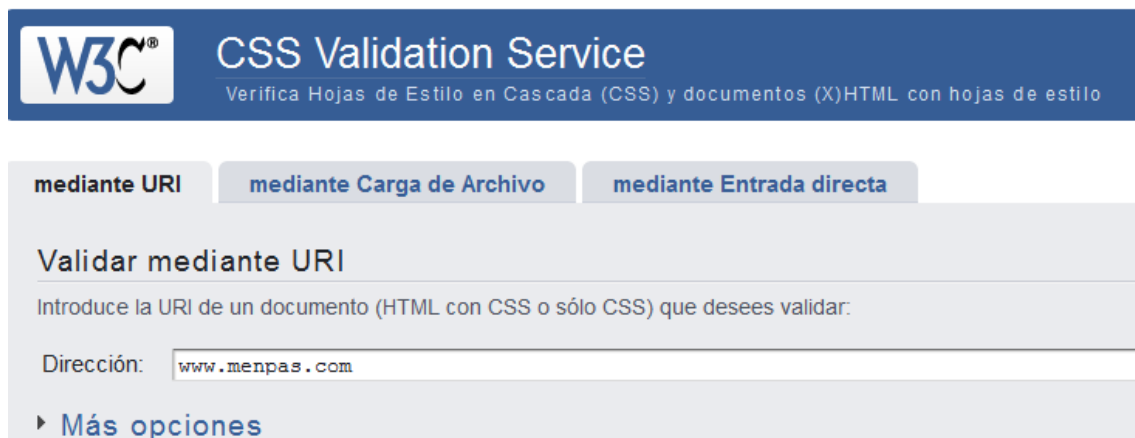 W3C®
CSS Validation Service
Verifica Hojas de Estilo en Cascada (CSS) y documentos (X)HTML con hojas de estilo
mediante URI mediante Carga de Archivo mediante Entrada directa
Validar mediante URI
Introduce la URI de un documento (HTML con CSS o sólo CSS) que desees validar:
Dirección: www.menpas.com
Más opciones